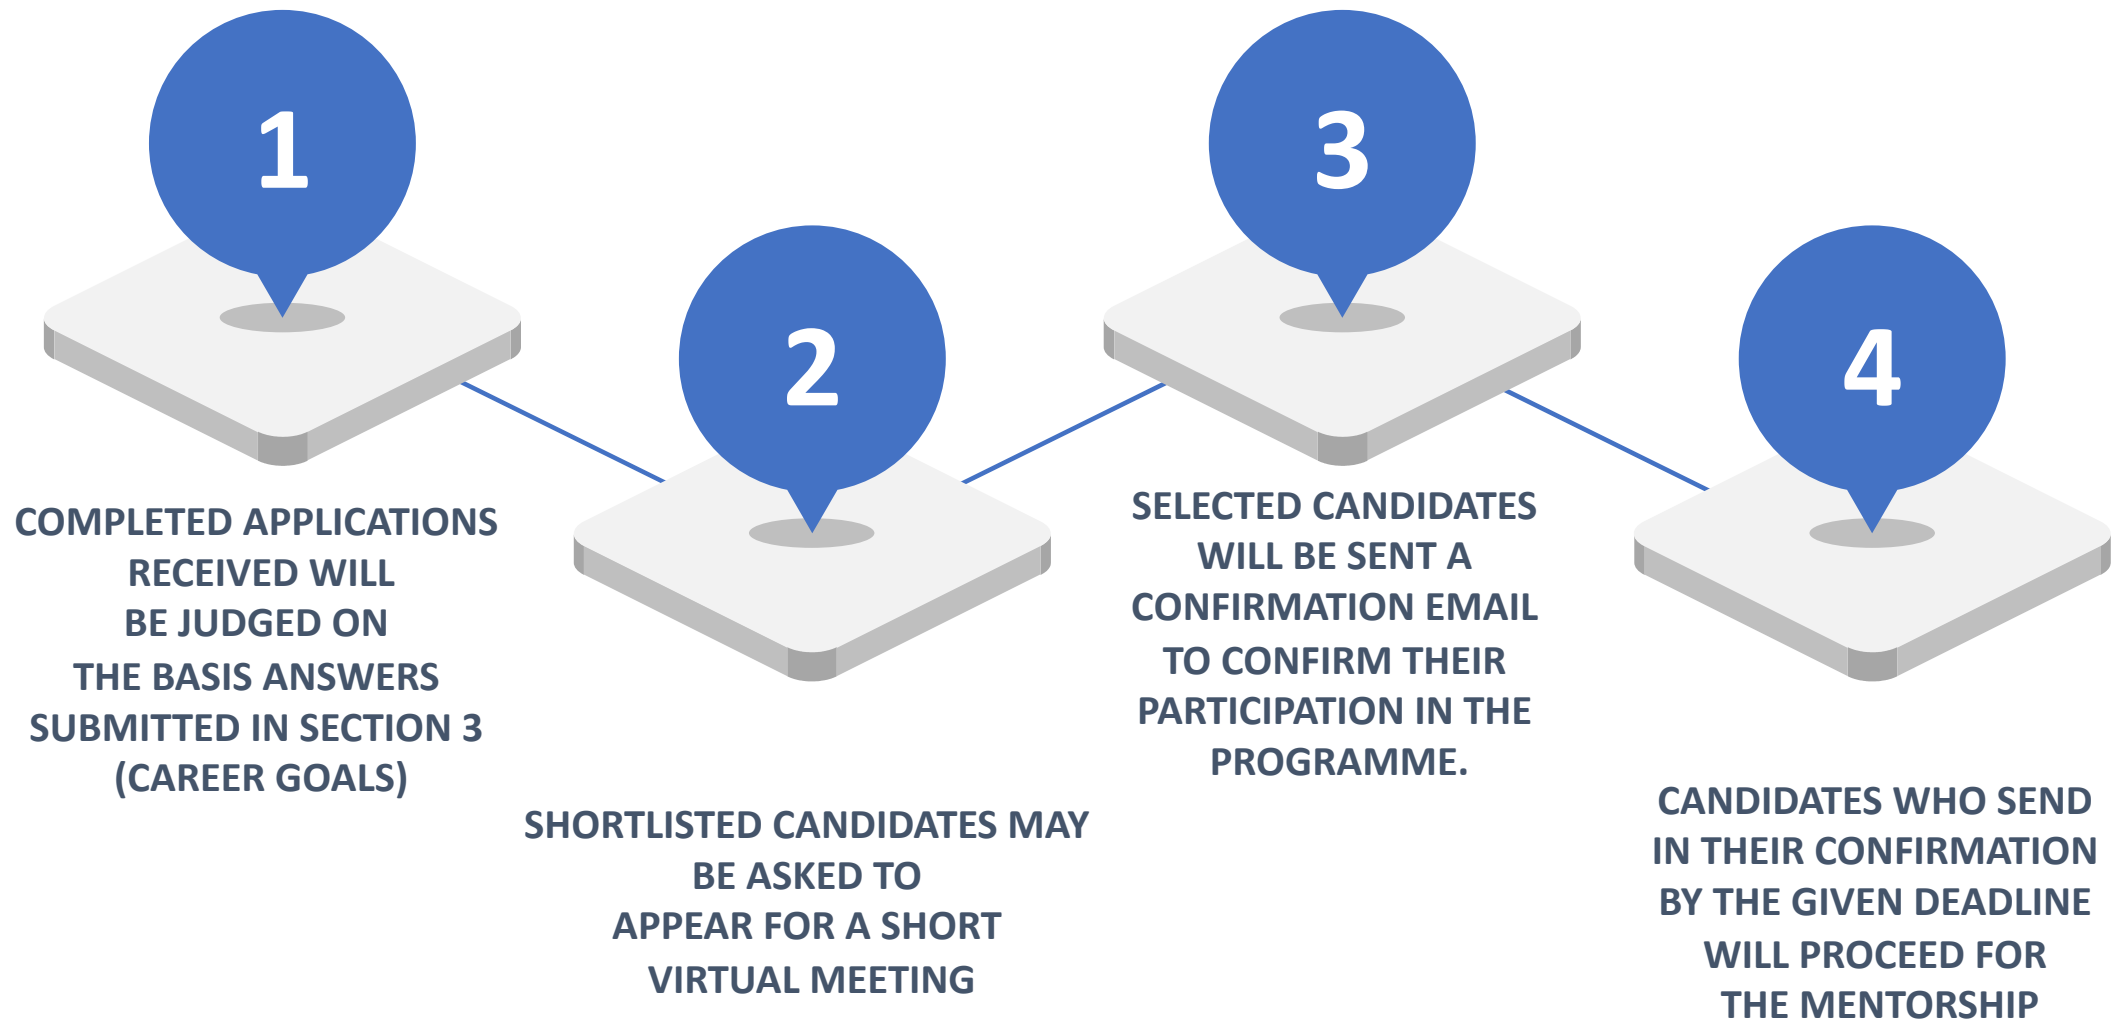 1
COMPLETED APPLICATIONS
RECEIVED WILL
BE JUDGED ON
THE BASIS ANSWERS
SUBMITTED IN SECTION 3
(CAREER GOALS)
2
SHORTLISTED CANDIDATES MAY
BE ASKED TO
APPEAR FOR A SHORT
VIRTUAL MEETING
3
SELECTED CANDIDATES
WILL BE SENT A
CONFIRMATION EMAIL
TO CONFIRM THEIR
PARTICIPATION IN THE
PROGRAMME.
4
CANDIDATES WHO SEND
IN THEIR CONFIRMATION
BY THE GIVEN DEADLINE
WILL PROCEED FOR
THE MENTORSHIP